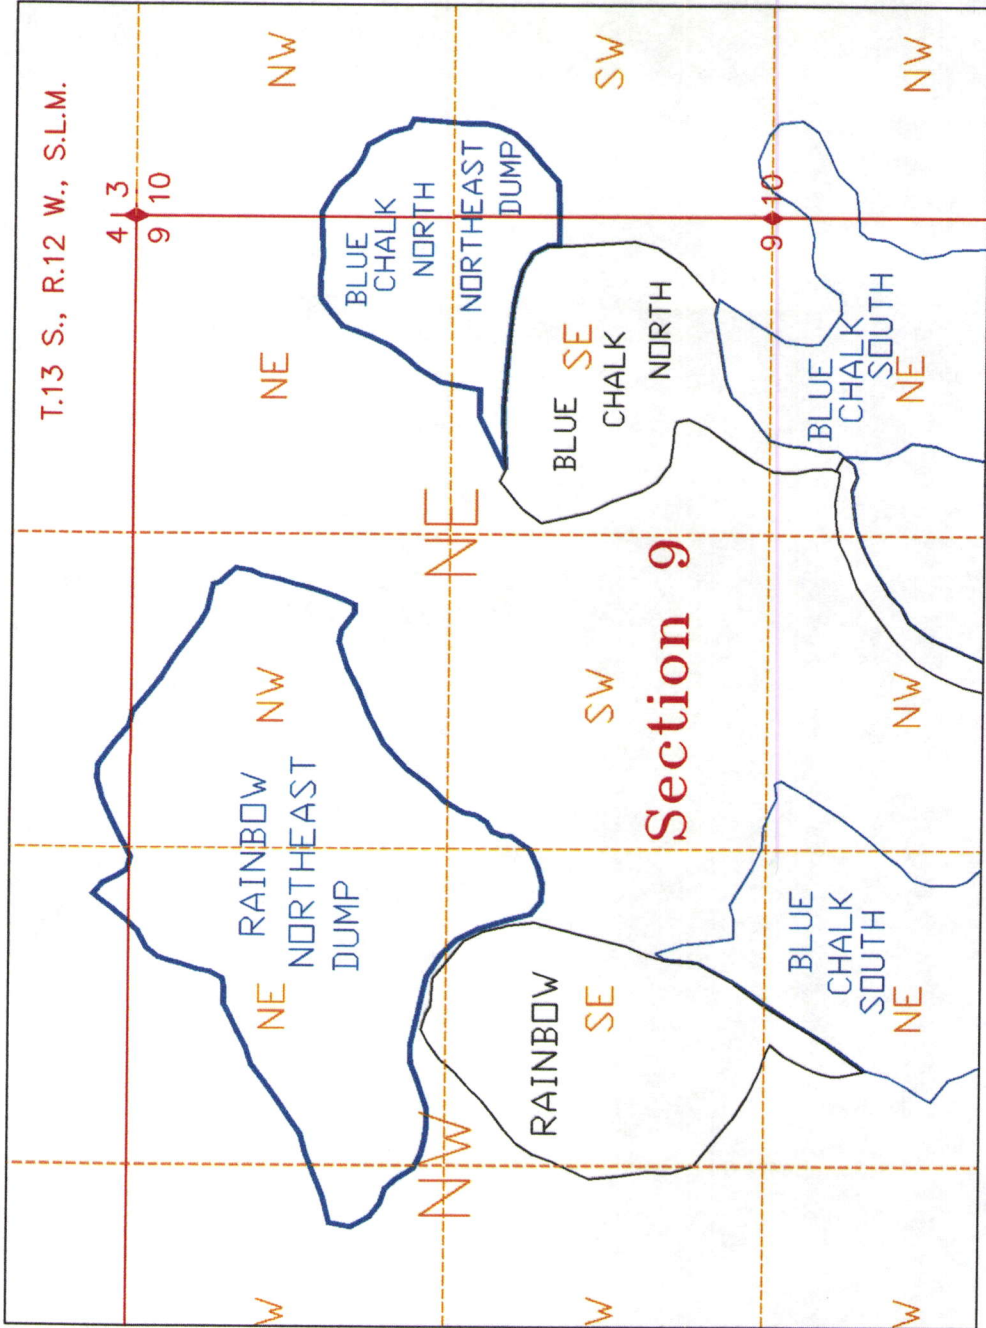 T.13 S., R.12 W., S.L.M.
4 3
9 10
W
NE
NW
NE
NW
RAINBOW
NORTHEAST
DUMP
BLUE
CHALK
NORTH
NORTHEAST
DUMP
NW
NE
W
SE
SW
SE
SW
RAINBOW
BLUE
CHALK
NORTH
Section 9
9 10
W
NE
NW
NE
NW
BLUE
CHALK
SOUTH
BLUE
CHALK
SOUTH